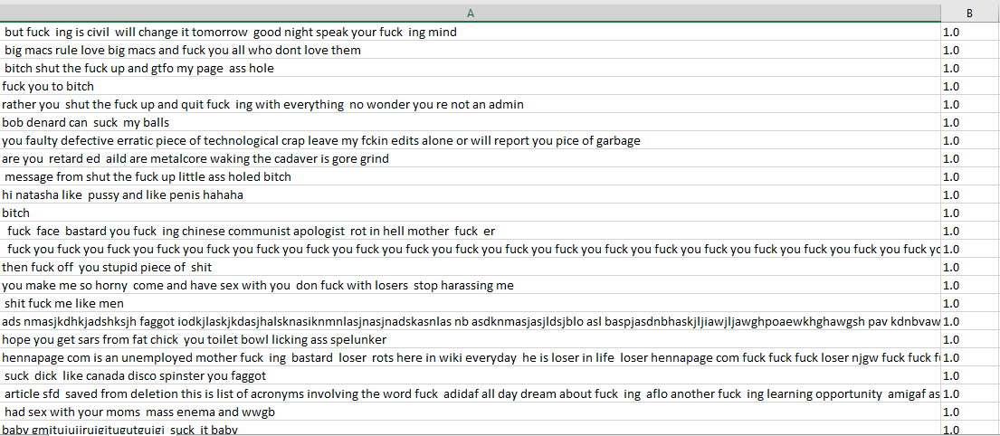 A B
but fuck ing is civil will change it tomorrow good night speak your fuck ing mind 1.0
big macs rule love big macs and fuck you all who dont love them 1.0
bitch shut the fuck up and gtfo my page ass hole 1.0
fuck you to bitch 1.0
rather you shut the fuck up and quit fuck ing with everything no wonder you re not an admin 1.0
bob denard can suck my balls 1.0
you faulty defective erratic piece of technological crap leave my fckin edits alone or will report you pice of garbage 1.0
are you retard ed aild are metalcore waking the cadaver is gore grind 1.0
message from shut the fuck up little ass holed bitch 1.0
hi natasha like pussy and like penis hahaha 1.0
bitch 1.0
fuck face bastard you fuck ing chinese communist apologist rot in hell mother fuck er 1.0
fuck you fuck you fuck you fuck you fuck you fuck you fuck you fuck you fuck you fuck you fuck you fuck you fuck you fuck you fuck you fuck you fuck you fuck you fuck yo 1.0
then fuck off you stupid piece of shit 1.0
you make me so horny come and have sex with you don fuck with losers stop harassing me 1.0
shit fuck me like men 1.0
ads nmasjkdhkjadshksjh faggot iodkjlaskjkdasjhalsknasiknmnlasjnasjnadskasnlas nb asdknmasjasjldsjblo asl baspjasdnbhaskjljiawjljawghpoaewkhghawgsh pav kdnbvaw 1.0
hope you get sars from fat chick you toilet bowl licking ass spelunker 1.0
hennapage com is an unemployed mother fuck ing bastard loser rots here in wiki everyday he is loser in life loser hennapage com fuck fuck fuck loser njgw fuck fuck f 1.0
suck dick like canada disco spinster you faggot 1.0
article sfd saved from deletion this is list of acronyms involving the word fuck adidaf all day dream about fuck ing aflo another fuck ing learning opportunity amigaf as 1.0
had sex with your moms mass enema and wwgb 1.0
baby gmituiuiiruigitugutguigi suck it baby 1.0